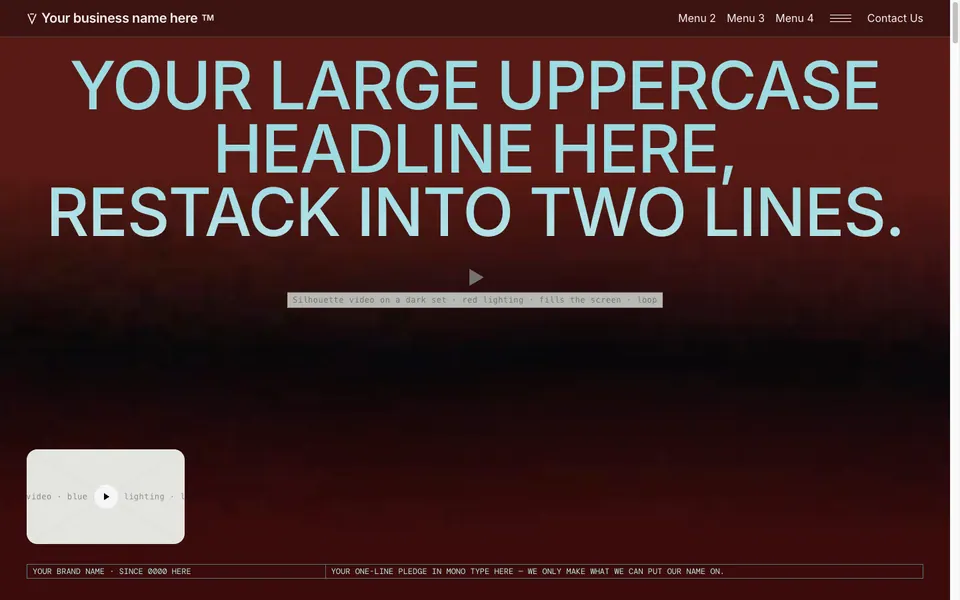 Your business name here ™
Menu 2 Menu 3 Menu 4 Contact Us
YOUR LARGE UPPERCASE
HEADLINE HERE,
RESTACK INTO TWO LINES.
Silhouette video on a dark set · red lighting · fills the screen · loop
video · blue lighting ·
YOUR BRAND NAME · SINCE 0000 HERE
YOUR ONE-LINE PLEDGE IN MONO TYPE HERE — WE ONLY MAKE WHAT WE CAN PUT OUR NAME ON.